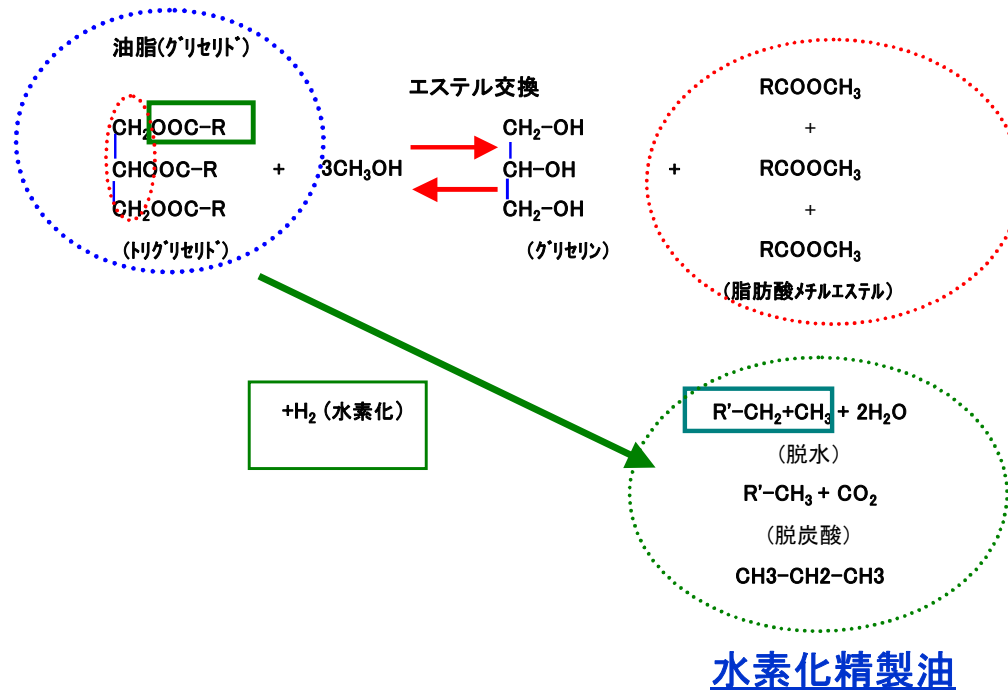 油脂(グリセリド)
エステル交換
CH₂OOC-R
CHOOC-R
CH₂OOC-R
(トリグリセリド)
+
3CH₃OH
CH₂-OH
CH-OH
CH₂-OH
(グリセリン)
+
RCOOCH₃
+
RCOOCH₃
+
RCOOCH₃
(脂肪酸メチルエステル)
+H₂ (水素化)
R'-CH₂+CH₃ + 2H₂O
(脱水)
R'-CH₃ + CO₂
(脱炭酸)
CH3-CH2-CH3
水素化精製油